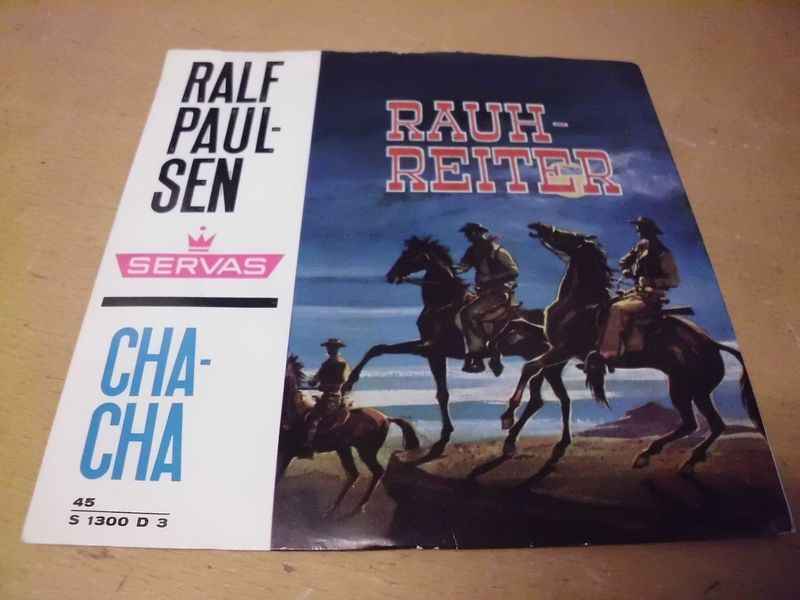 RALF
PAUL-
SEN
SERVAS
CHA-
CHA
45
S 1300 D 3
RAUH-
REITER